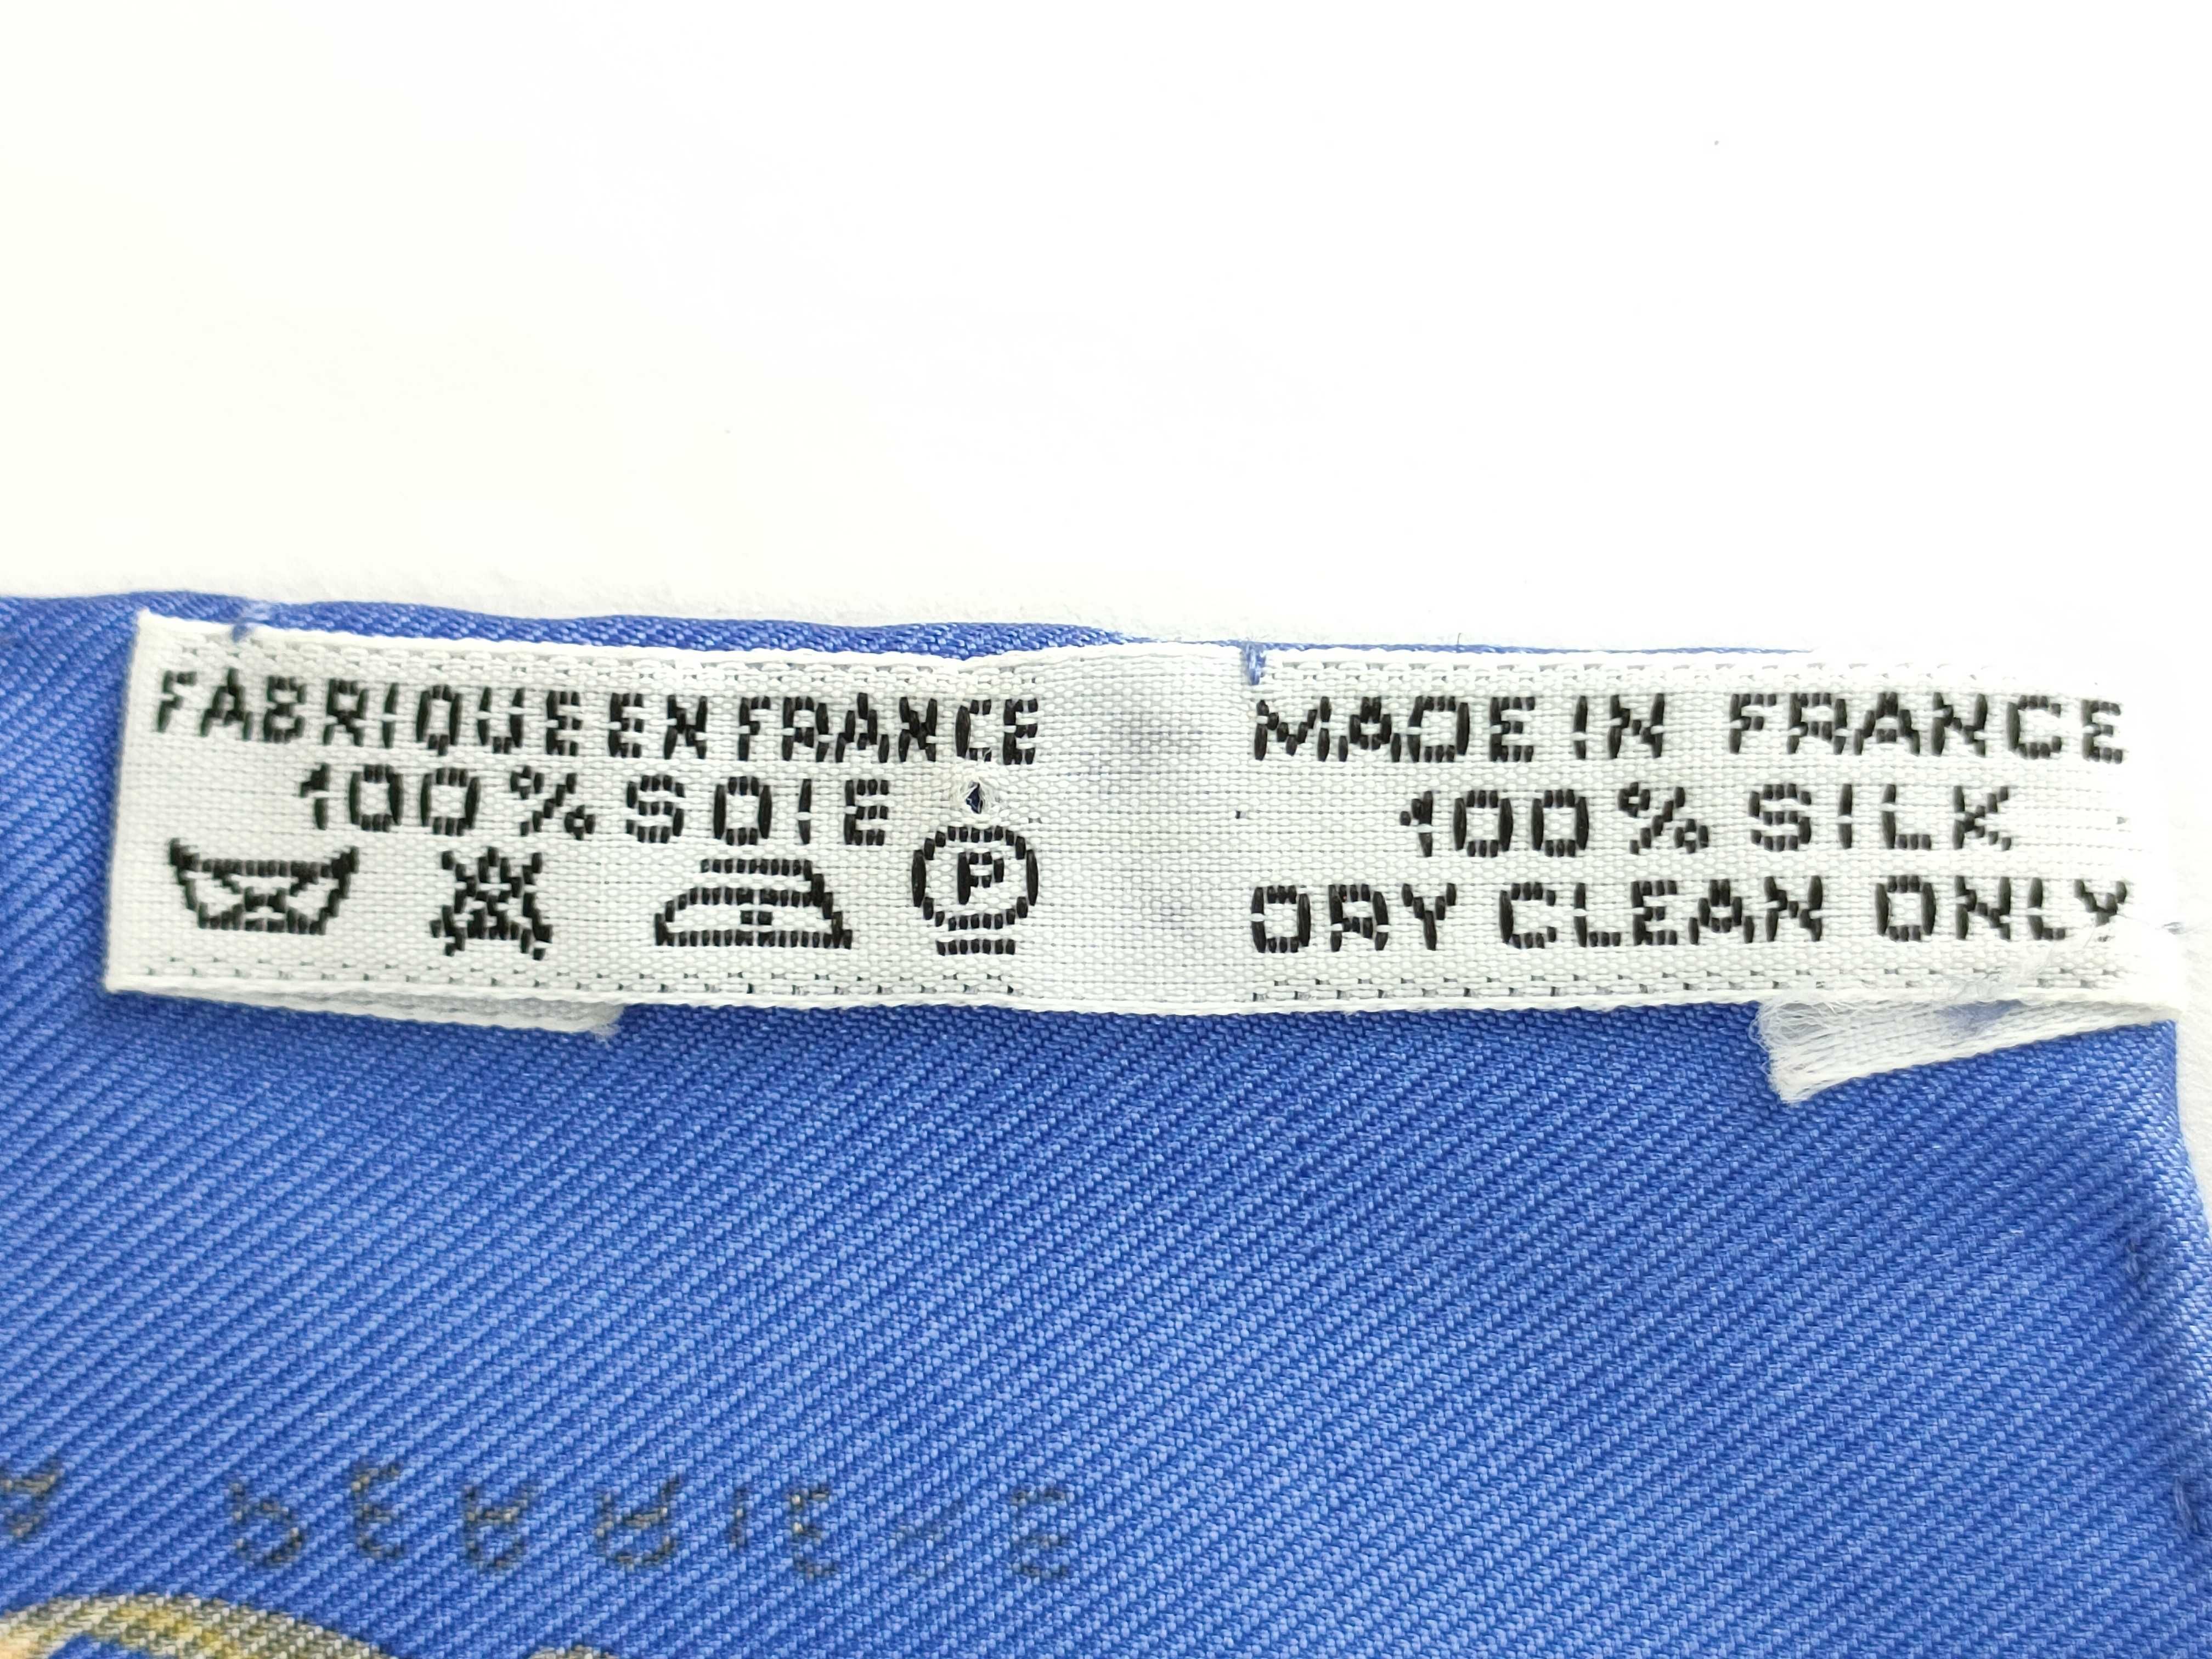 FABRIQUE EN FRANCE
100% SOIE
P
MADE IN FRANCE
100% SILK
DRY CLEAN ONLY